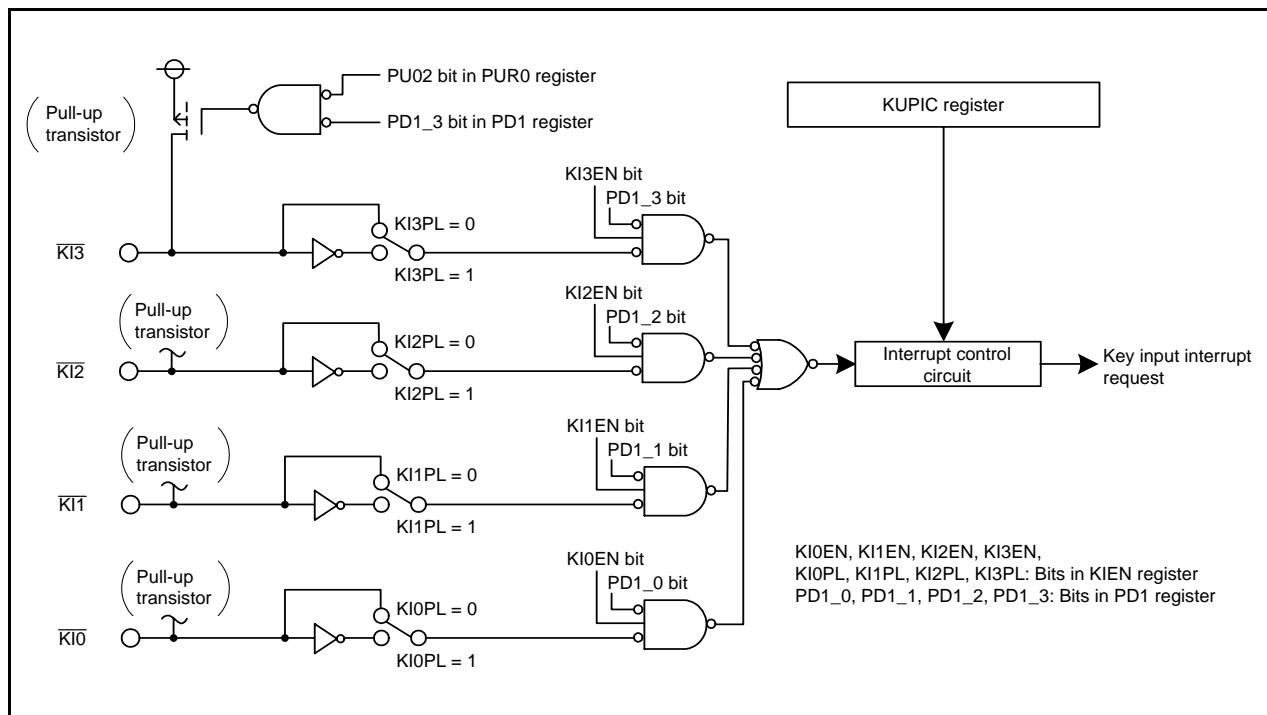 PU02 bit in PUR0 register
Pull-up
transistor
PD1_3 bit in PD1 register
KUPIC register
KI3EN bit
PD1_3 bit
KI3PL = 0
KI3
KI3PL = 1
Pull-up
transistor
KI2EN bit
PD1_2 bit
KI2PL = 0
KI2
KI2PL = 1
Interrupt control
circuit
Key input interrupt
request
Pull-up
transistor
KI1EN bit
PD1_1 bit
KI1PL = 0
KI1
KI1PL = 1
Pull-up
transistor
KI0EN bit
PD1_0 bit
KI0PL = 0
KI0
KI0PL = 1
KI0EN, KI1EN, KI2EN, KI3EN,
KI0PL, KI1PL, KI2PL, KI3PL: Bits in KIEN register
PD1_0, PD1_1, PD1_2, PD1_3: Bits in PD1 register